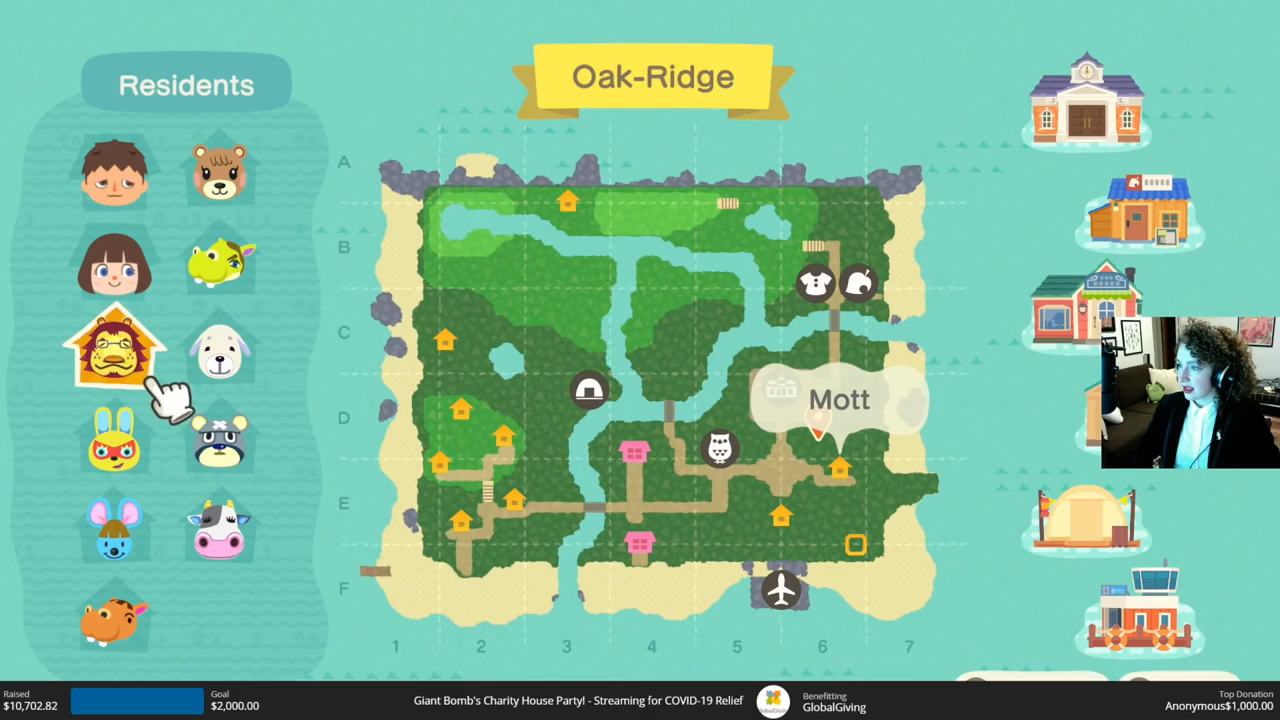 Residents
Oak-Ridge
A
B
C
D
E
F
Mott
1 2 3 4 5 6 7
Raised
$10,702.82
Goal
$2,000.00
Giant Bomb's Charity House Party! - Streaming for COVID-19 Relief
Benefitting
GlobalGiving
Top Donation
Anonymous$1,000.00